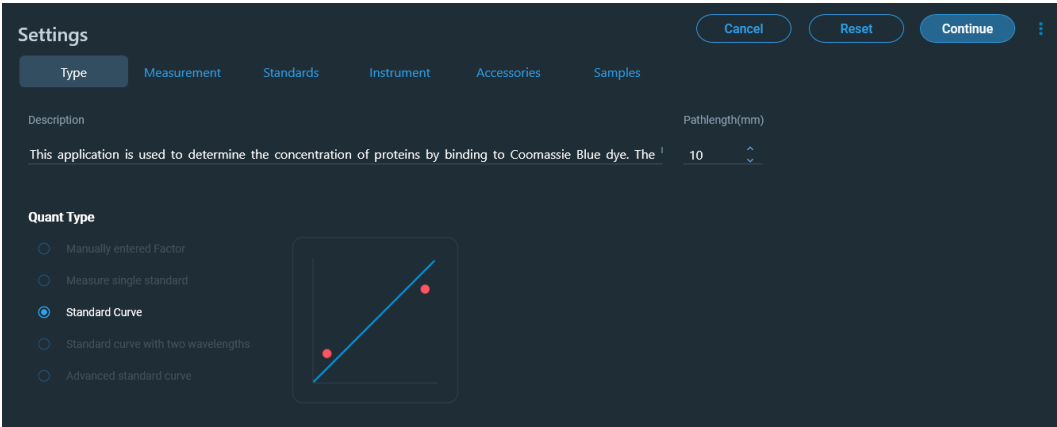 Settings
Cancel Reset Continue
Type Measurement Standards Instrument Accessories Samples
Description Pathlength(mm)
This application is used to determine the concentration of proteins by binding to Coomassie Blue dye. The 10
Quant Type
Manually entered Factor
Measure single standard
Standard Curve
Standard curve with two wavelengths
Advanced standard curve